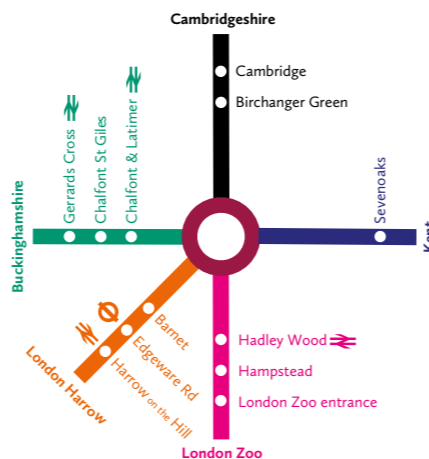 Cambridgeshire
Cambridge
Birchanger Green
Buckinghamshire
Gerrards Cross
Chalfont St Giles
Chalfont & Latimer
Sevenoaks
Kent
Barnet
Edgeware Rd
Harrow on the Hill
London Harrow
Hadley Wood
Hampstead
London Zoo entrance
London Zoo